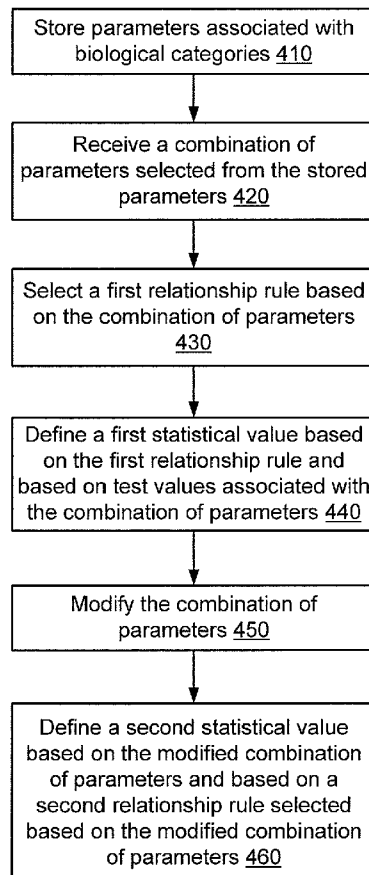 Store parameters associated with
biological categories 410
Receive a combination of
parameters selected from the stored
parameters 420
Select a first relationship rule based
on the combination of parameters
430
Define a first statistical value based
on the first relationship rule and
based on test values associated with
the combination of parameters 440
Modify the combination of
parameters 450
Define a second statistical value
based on the modified combination
of parameters and based on a
second relationship rule selected
based on the modified combination
of parameters 460